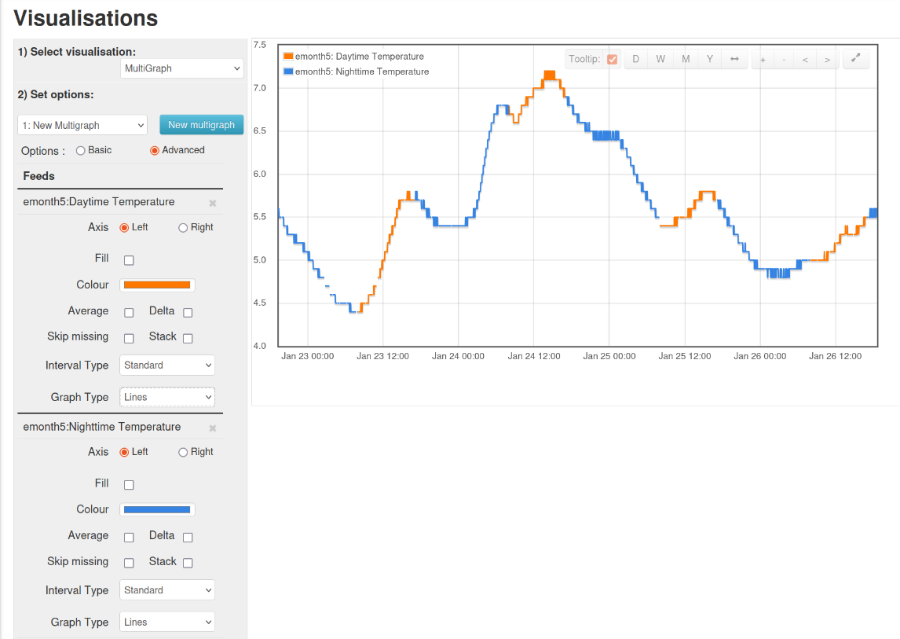 Visualisations
1) Select visualisation:
MultiGraph
2) Set options:
1: New Multigraph
New multigraph
Options :
Basic
Advanced
Feeds
emonth5:Daytime Temperature
Axis
Left
Right
Fill
Colour
Average
Delta
Skip missing
Stack
Interval Type
Standard
Graph Type
Lines
emonth5:Nighttime Temperature
Axis
Left
Right
Fill
Colour
Average
Delta
Skip missing
Stack
Interval Type
Standard
Graph Type
Lines
emonth5: Daytime Temperature
emonth5: Nighttime Temperature
Tooltip:
D
W
M
Y
+
-
<
>
7.5
7.0
6.5
6.0
5.5
5.0
4.5
4.0
Jan 23 00:00
Jan 23 12:00
Jan 24 00:00
Jan 24 12:00
Jan 25 00:00
Jan 25 12:00
Jan 26 00:00
Jan 26 12:00